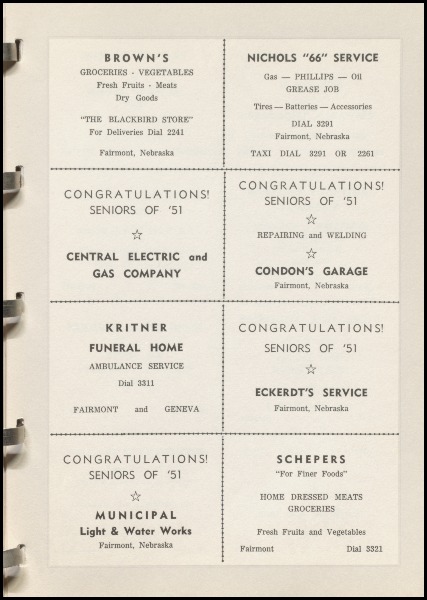 BROWN'S
GROCERIES - VEGETABLES
Fresh Fruits - Meats
Dry Goods
"THE BLACKBIRD STORE"
For Deliveries Dial 2241
Fairmont, Nebraska
NICHOLS "66" SERVICE
Gas — PHILLIPS — Oil
GREASE JOB
Tires — Batteries — Accessories
DIAL 3291
Fairmont, Nebraska
TAXI DIAL 3291 OR 2261
CONGRATULATIONS!
SENIORS OF '51
☆
CENTRAL ELECTRIC and
GAS COMPANY
CONGRATULATIONS!
SENIORS OF '51
☆
REPAIRING and WELDING
☆
CONDON'S GARAGE
Fairmont, Nebraska
KRITNER
FUNERAL HOME
AMBULANCE SERVICE
Dial 3311
FAIRMONT and GENEVA
CONGRATULATIONS!
SENIORS OF '51
☆
ECKERDT'S SERVICE
Fairmont, Nebraska
CONGRATULATIONS!
SENIORS OF '51
☆
MUNICIPAL
Light & Water Works
Fairmont, Nebraska
SCHEPERS
"For Finer Foods"
HOME DRESSED MEATS
GROCERIES
Fresh Fruits and Vegetables
Fairmont Dial 3321